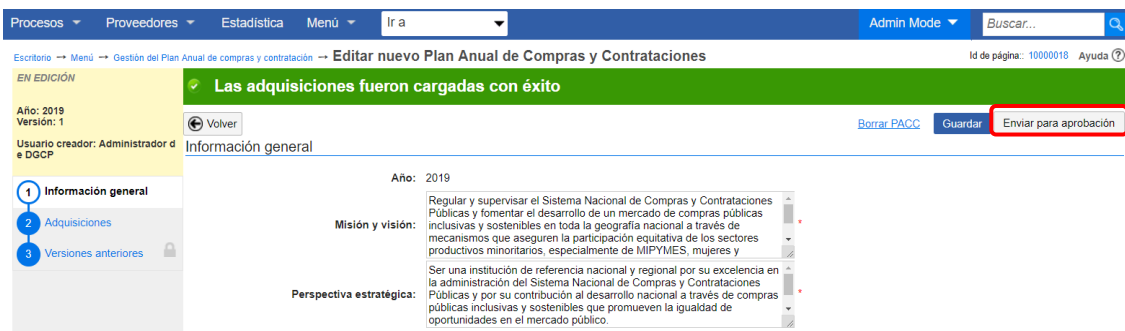 Procesos Proveedores Estadística Menú Ir a Admin Mode Buscar...
Escritorio → Menú → Gestión del Plan Anual de compras y contratación → Editar nuevo Plan Anual de Compras y Contrataciones Id de página:: 10000018 Ayuda ?
EN EDICIÓN
Año: 2019
Versión: 1
Usuario creador: Administrador d
e DGCP
1 Información general
2 Adquisiciones
3 Versiones anteriores
Las adquisiciones fueron cargadas con éxito
Volver Borrar PACC Guardar Enviar para aprobación
Información general
Año: 2019
Misión y visión:
Regular y supervisar el Sistema Nacional de Compras y Contrataciones
Públicas y fomentar el desarrollo de un mercado de compras públicas
inclusivas y sostenibles en toda la geografía nacional a través de
mecanismos que aseguren la participación equitativa de los sectores
productivos minoritarios, especialmente de MIPYMES, mujeres y
*
Perspectiva estratégica:
Ser una institución de referencia nacional y regional por su excelencia en
la administración del Sistema Nacional de Compras y Contrataciones
Públicas y por su contribución al desarrollo nacional a través de compras
públicas inclusivas y sostenibles que promueven la igualdad de
oportunidades en el mercado público.
*